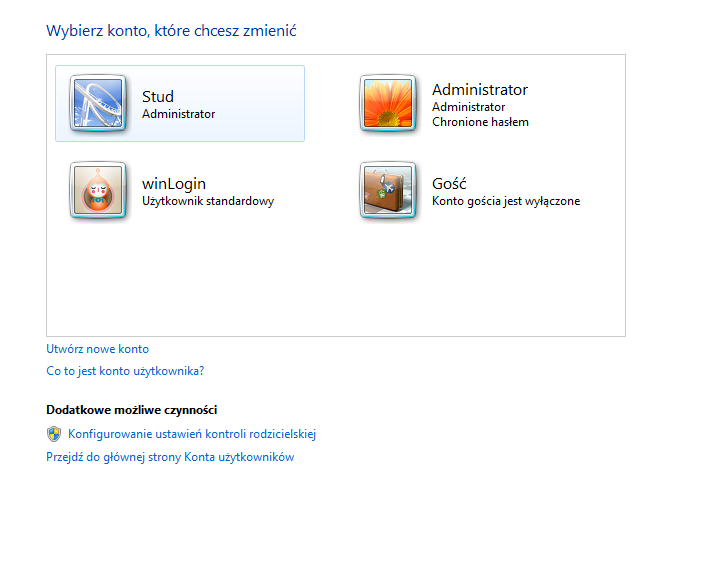 Wybierz konto, które chcesz zmienić
Stud
Administrator
Administrator
Administrator
Chronione hasłem
winLogin
Użytkownik standardowy
Gość
Konto gościa jest wyłączone
Utwórz nowe konto
Co to jest konto użytkownika?
Dodatkowe możliwe czynności
Konfigurowanie ustawień kontroli rodzicielskiej
Przejdź do głównej strony Konta użytkowników